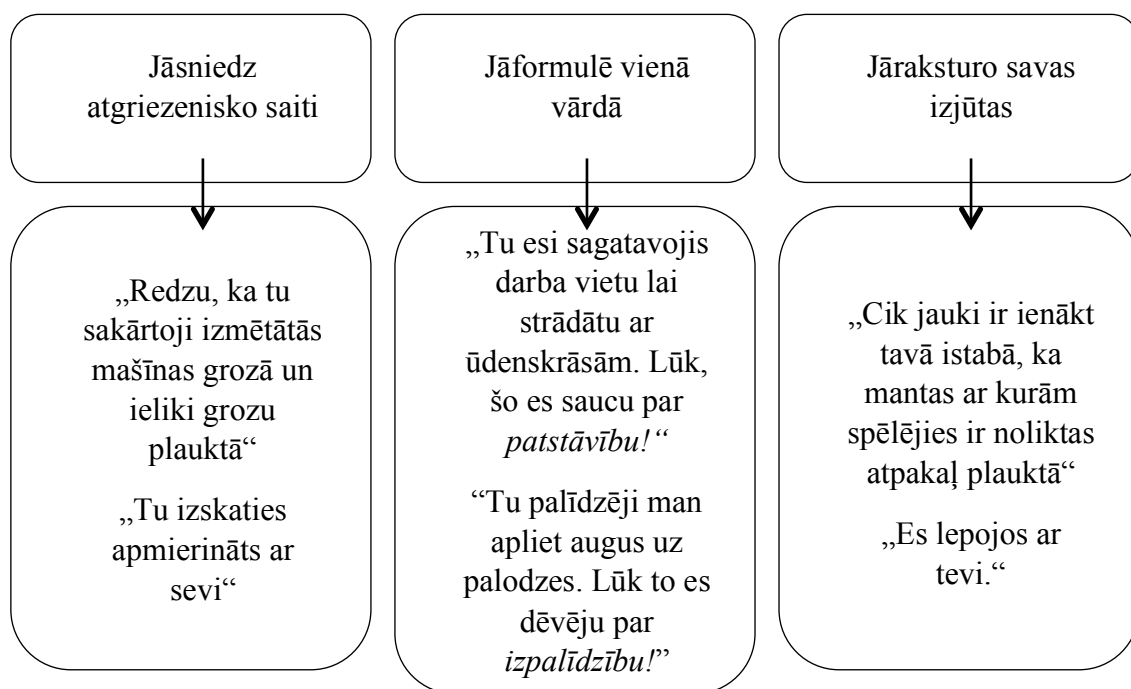 Jāsniedz
atgriezenisko saiti
Jāformulē vienā
vārdā
Jāraksturo savas
izjūtas
„Redzu, ka tu
sakārtoji izmētātās
mašīnas grozā un
ieliki grozu
plauktā“
„Tu izskaties
apmierināts ar
sevi“
„Tu esi sagatavojis
darba vietu lai
strādātu ar
ūdenskrāsām. Lūk,
šo es saucu par
patstāvību!“
“Tu palīdzēji man
apliet augus uz
palodzes. Lūk to es
dēvēju par
izpalīdzību!”
„Cik jauki ir ienākt
tavā istabā, ka
mantas ar kurām
spēlējies ir noliktas
atpakaļ plauktā“
„Es lepojos ar
tevi.“